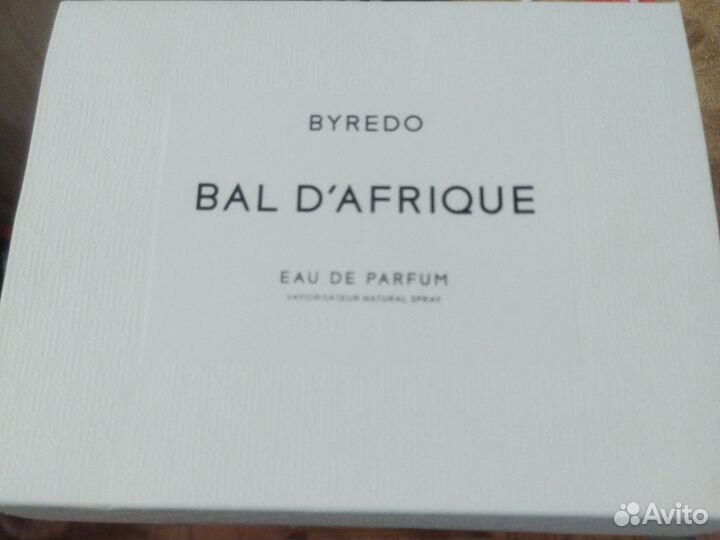 BYREDO
BAL D'AFRIQUE
EAU DE PARFUM
VAPORISATEUR NATURAL SPRAY
Avito